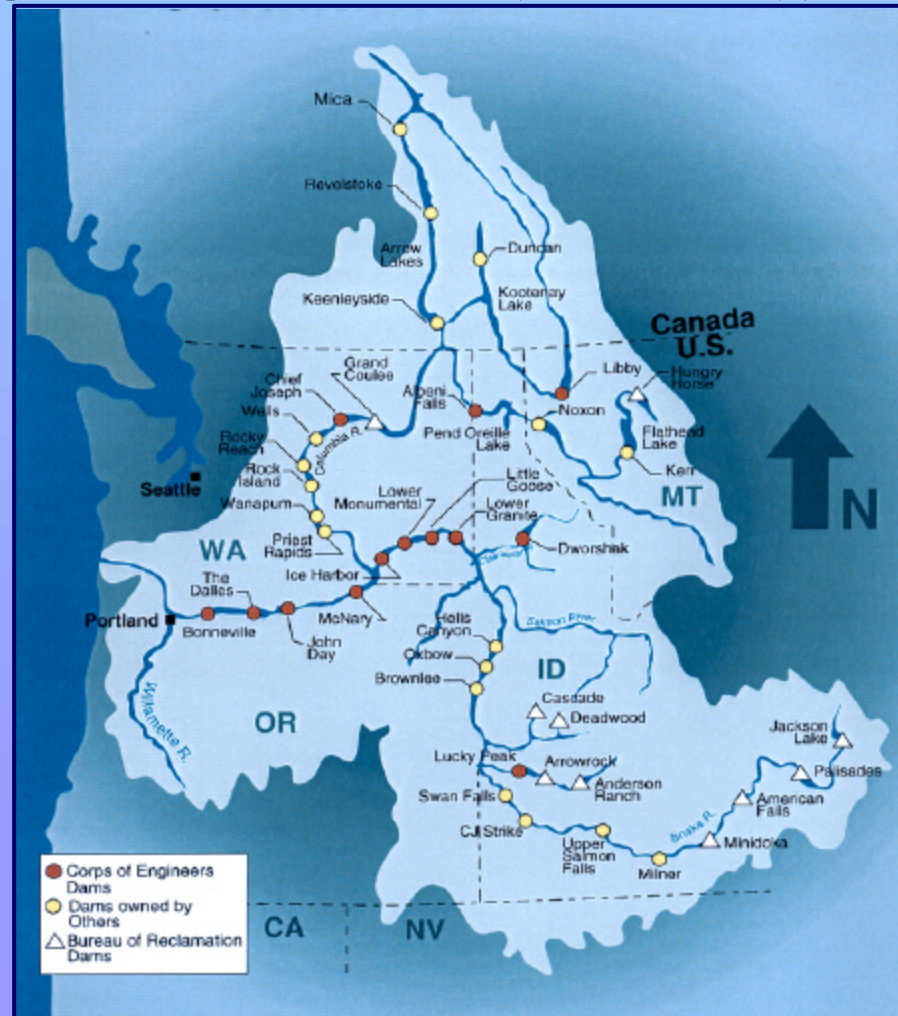 Mica
Revelstoke
Arrow
Lakes
Duncan
Kootenay
Lake
Keenleyside
Canada
U.S.
Grand
Coulee
Chief
Joseph
Albeni
Falls
Libby
Hungry
Horse
Wells
Noxon
Columbia R.
Pend Oreille
Lake
Flathead
Lake
Rocky
Reach
Rock
Island
Kerr
Seattle
Little
Goose
Lower
Monumental
Lower
Granite
MT
N
Wanapum
Priest
Rapids
WA
Dworshak
Ice Harbor
The
Dalles
McNary
Portland
Bonneville
John
Day
Salmon River
Hells
Canyon
Oxbow
Brownlee
ID
Willamette R.
OR
Cascade
Deadwood
Jackson
Lake
Lucky Peak
Arrowrock
Palisades
Anderson
Ranch
Swan Falls
American
Falls
Snake R.
CJ Strike
Upper
Salmon
Falls
Minidoka
Milner
Corps of Engineers
Dams
Dams owned by
Others
Bureau of Reclamation
Dams
CA
NV